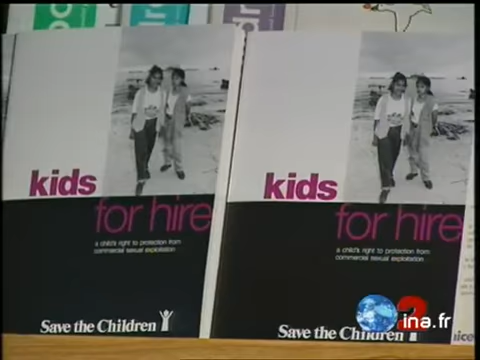 kids
for hire
a child's right to protection from
commercial sexual exploitation
Save the Children
kids
for hire
a child's right to protection from
commercial sexual exploitation
Save the Children
ina.fr